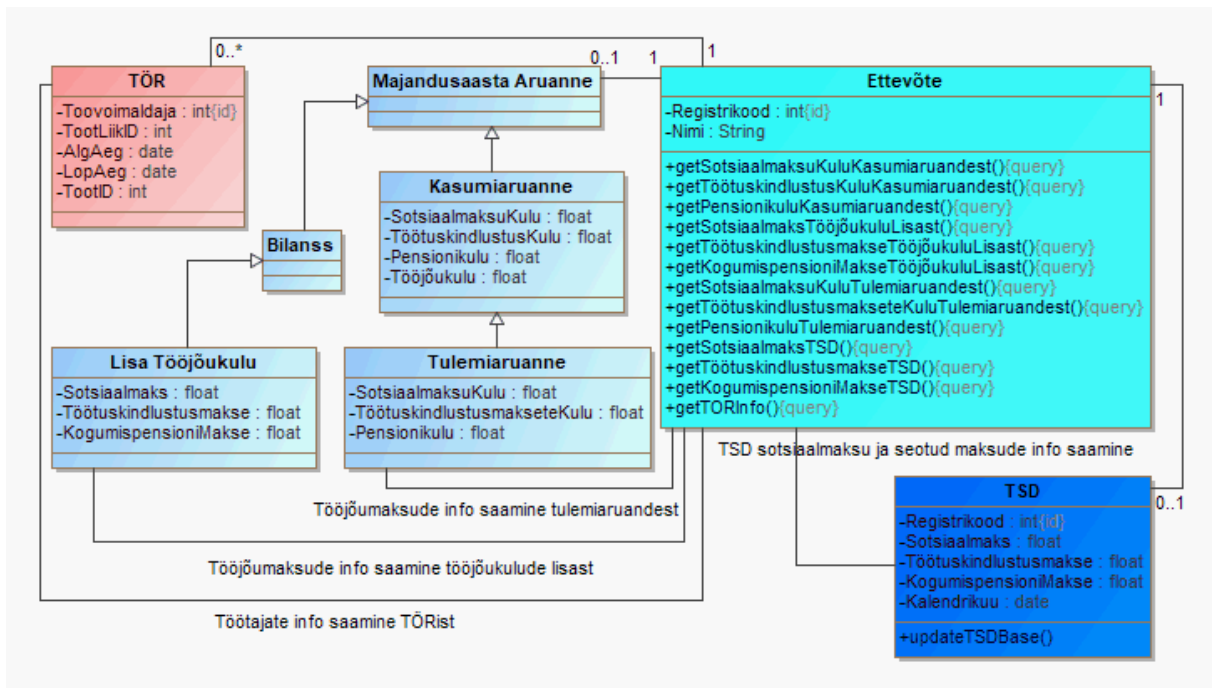 0..*
1
0..1
1
TÖR
-Toovoimaldaja : int{id}
-TootLiikID : int
-AlgAeg : date
-LopAeg : date
-TootID : int
Majandusaasta Aruanne
Ettevõte
-Registrikood : int{id}
-Nimi : String
+getSotsiaalmaksuKuluKasumiaruandest(){query}
+getTöötuskindlustusKuluKasumiaruandest(){query}
+getPensionikuluKasumiaruandest(){query}
+getSotsiaalmaksTööjõukuluLisast(){query}
+getTöötuskindlustusmakseTööjõukuluLisast(){query}
+getKogumispensioniMakseTööjõukuluLisast(){query}
+getSotsiaalmaksuKuluTulemiaruandest(){query}
+getTöötuskindlustusmakseteKuluTulemiaruandest(){query}
+getPensionikuluTulemiaruandest(){query}
+getSotsiaalmaksTSD(){query}
+getTöötuskindlustusmakseTSD(){query}
+getKogumispensioniMakseTSD(){query}
+getTORInfo(){query}
1
Kasumiaruanne
-SotsiaalmaksuKulu : float
-TöötuskindlustusKulu : float
-Pensionikulu : float
-Tööjõukulu : float
Bilanss
Lisa Tööjõukulu
-Sotsiaalmaks : float
-Töötuskindlustusmakse : float
-KogumispensioniMakse : float
Tulemiaruanne
-SotsiaalmaksuKulu : float
-TöötuskindlustusmakseteKulu : float
-Pensionikulu : float
TSD sotsiaalmaksu ja seotud maksude info saamine
TSD
-Registrikood : int{id}
-Sotsiaalmaks : float
-Töötuskindlustusmakse : float
-KogumispensioniMakse : float
-Kalendrikuu : date
+updateTSDBase()
0..1
Tööjõumaksude info saamine tulemiaruandest
Tööjõumaksude info saamine tööjõukulude lisast
Töötajate info saamine TÖRist